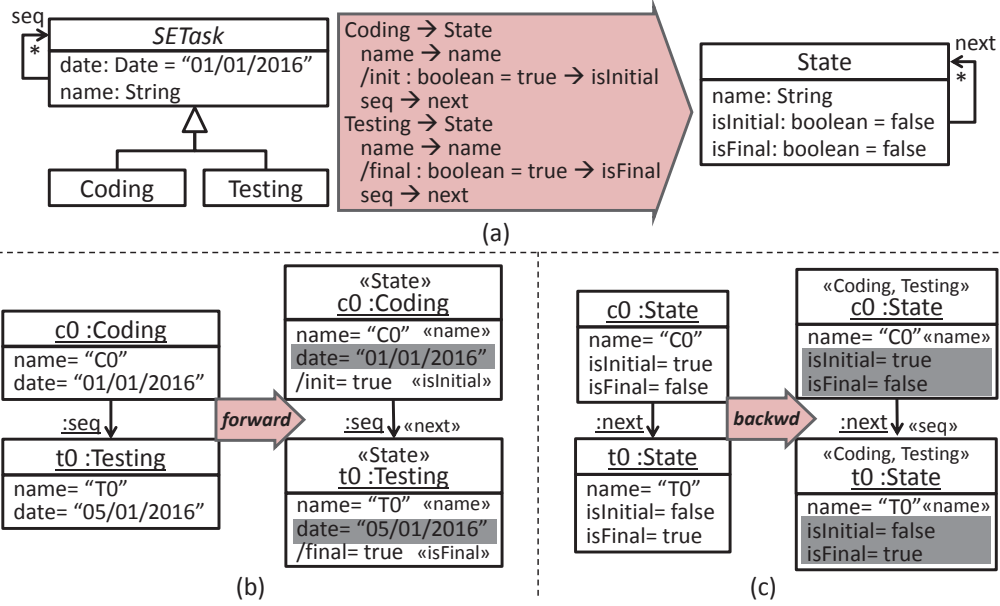 seq
*
SETask
date: Date = “01/01/2016”
name: String
Coding
Testing
Coding → State
name → name
/init : boolean = true → isInitial
seq → next
Testing → State
name → name
/final : boolean = true → isFinal
seq → next
State
name: String
isInitial: boolean = false
isFinal: boolean = false
next
*
(a)
c0 :Coding
name= “C0”
date= “01/01/2016”
:seq
t0 :Testing
name= “T0”
date= “05/01/2016”
forward
«State»
c0 :Coding
name= “C0” «name»
date= “01/01/2016”
/init= true «isInitial»
:seq «next»
«State»
t0 :Testing
name= “T0” «name»
date= “05/01/2016”
/final= true «isFinal»
(b)
c0 :State
name= “C0”
isInitial= true
isFinal= false
:next
t0 :State
name= “T0”
isInitial= false
isFinal= true
backwd
«Coding, Testing»
c0 :State
name= “C0” «name»
isInitial= true
isFinal= false
:next «seq»
«Coding, Testing»
t0 :State
name= “T0” «name»
isInitial= false
isFinal= true
(c)